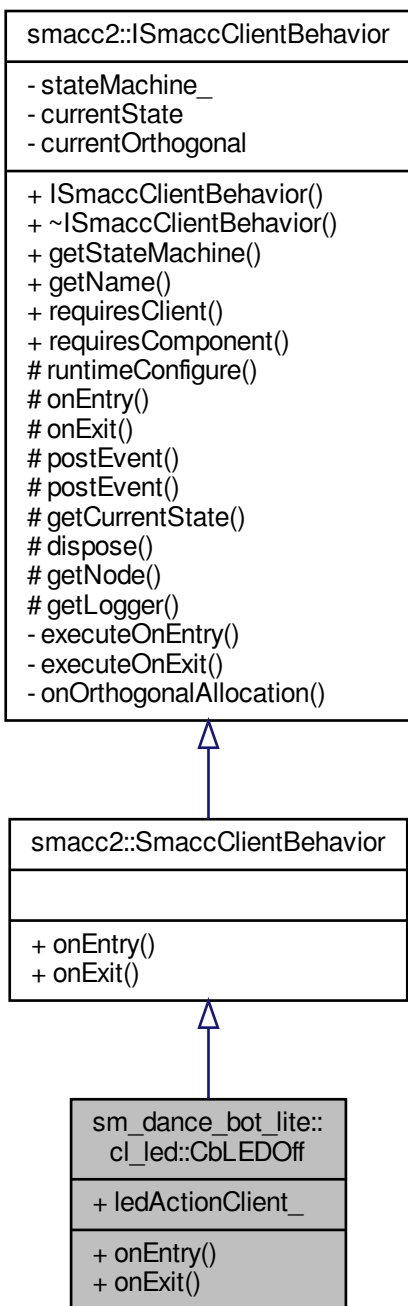 smacc2::ISmaccClientBehavior
- stateMachine_
- currentState
- currentOrthogonal
+ ISmaccClientBehavior()
+ ~ISmaccClientBehavior()
+ getStateMachine()
+ getName()
+ requiresClient()
+ requiresComponent()
# runtimeConfigure()
# onEntry()
# onExit()
# postEvent()
# postEvent()
# getCurrentState()
# dispose()
# getNode()
# getLogger()
- executeOnEntry()
- executeOnExit()
- onOrthogonalAllocation()
smacc2::SmaccClientBehavior
+ onEntry()
+ onExit()
sm_dance_bot_lite::
cl_led::CbLEDOff
+ ledActionClient_
+ onEntry()
+ onExit()